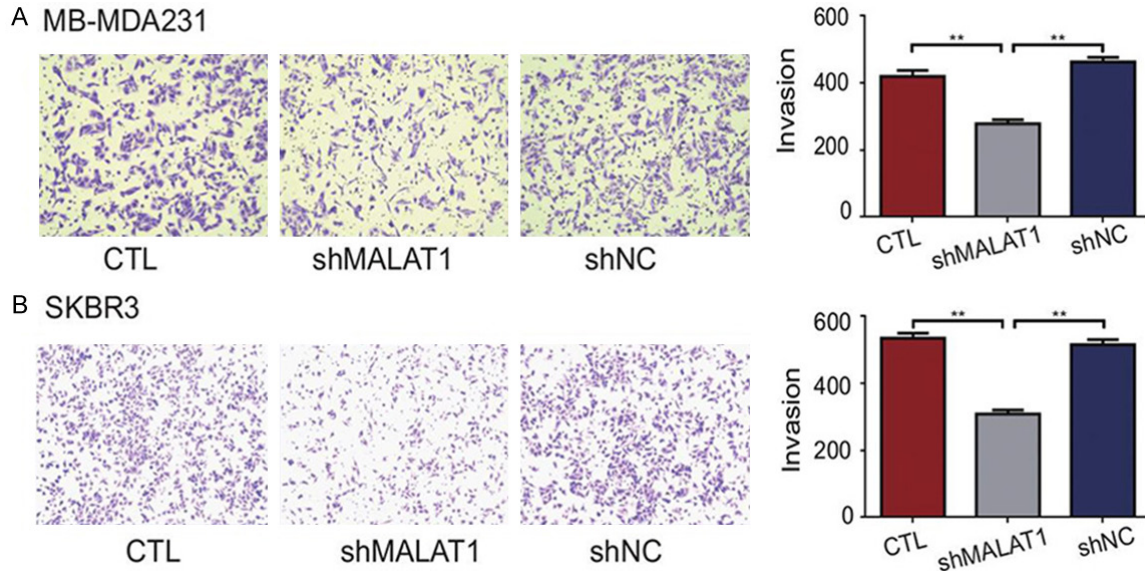 A MB-MDA231
CTL shMALAT1 shNC
600
400
200
0
Invasion
** **
CTL shMALAT1 shNC
B SKBR3
CTL shMALAT1 shNC
600
400
200
0
Invasion
** **
CTL shMALAT1 shNC